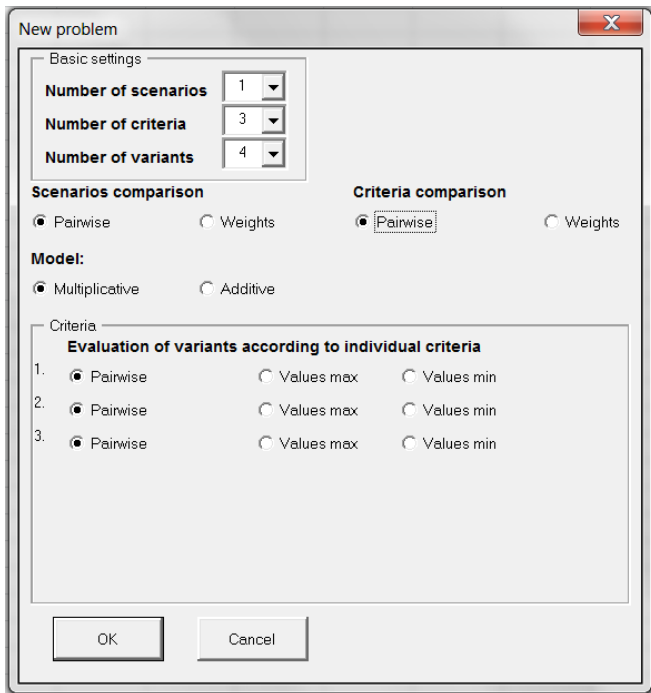 New problem
Basic settings
Number of scenarios 1
Number of criteria 3
Number of variants 4
Scenarios comparison Criteria comparison
Pairwise Weights Pairwise Weights
Model:
Multiplicative Additive
Criteria
Evaluation of variants according to individual criteria
1. Pairwise Values max Values min
2. Pairwise Values max Values min
3. Pairwise Values max Values min
OK Cancel